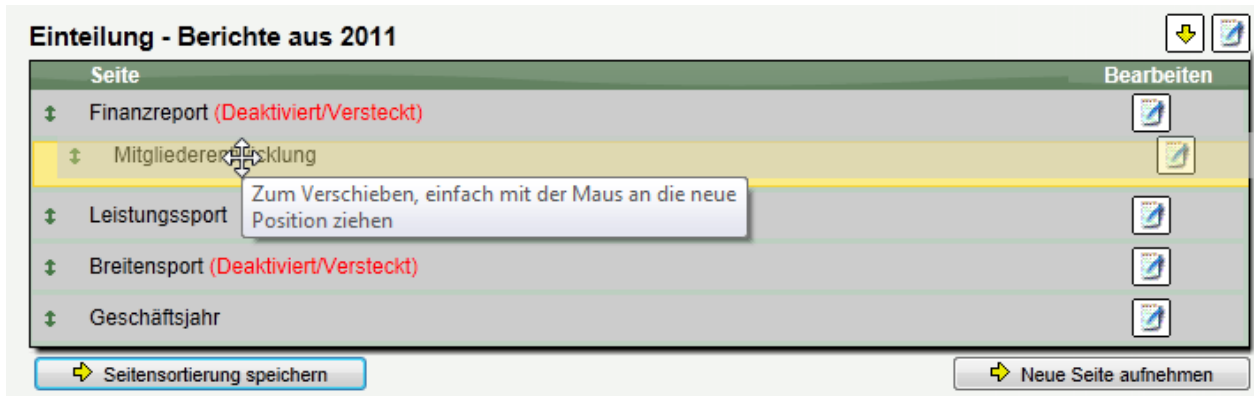 Einteilung - Berichte aus 2011
Seite Bearbeiten
Finanzreport (Deaktiviert/Versteckt)
Mitgliederentwicklung
Zum Verschieben, einfach mit der Maus an die neue
Position ziehen
Leistungssport
Breitensport (Deaktiviert/Versteckt)
Geschäftsjahr
Seitensortierung speichern Neue Seite aufnehmen